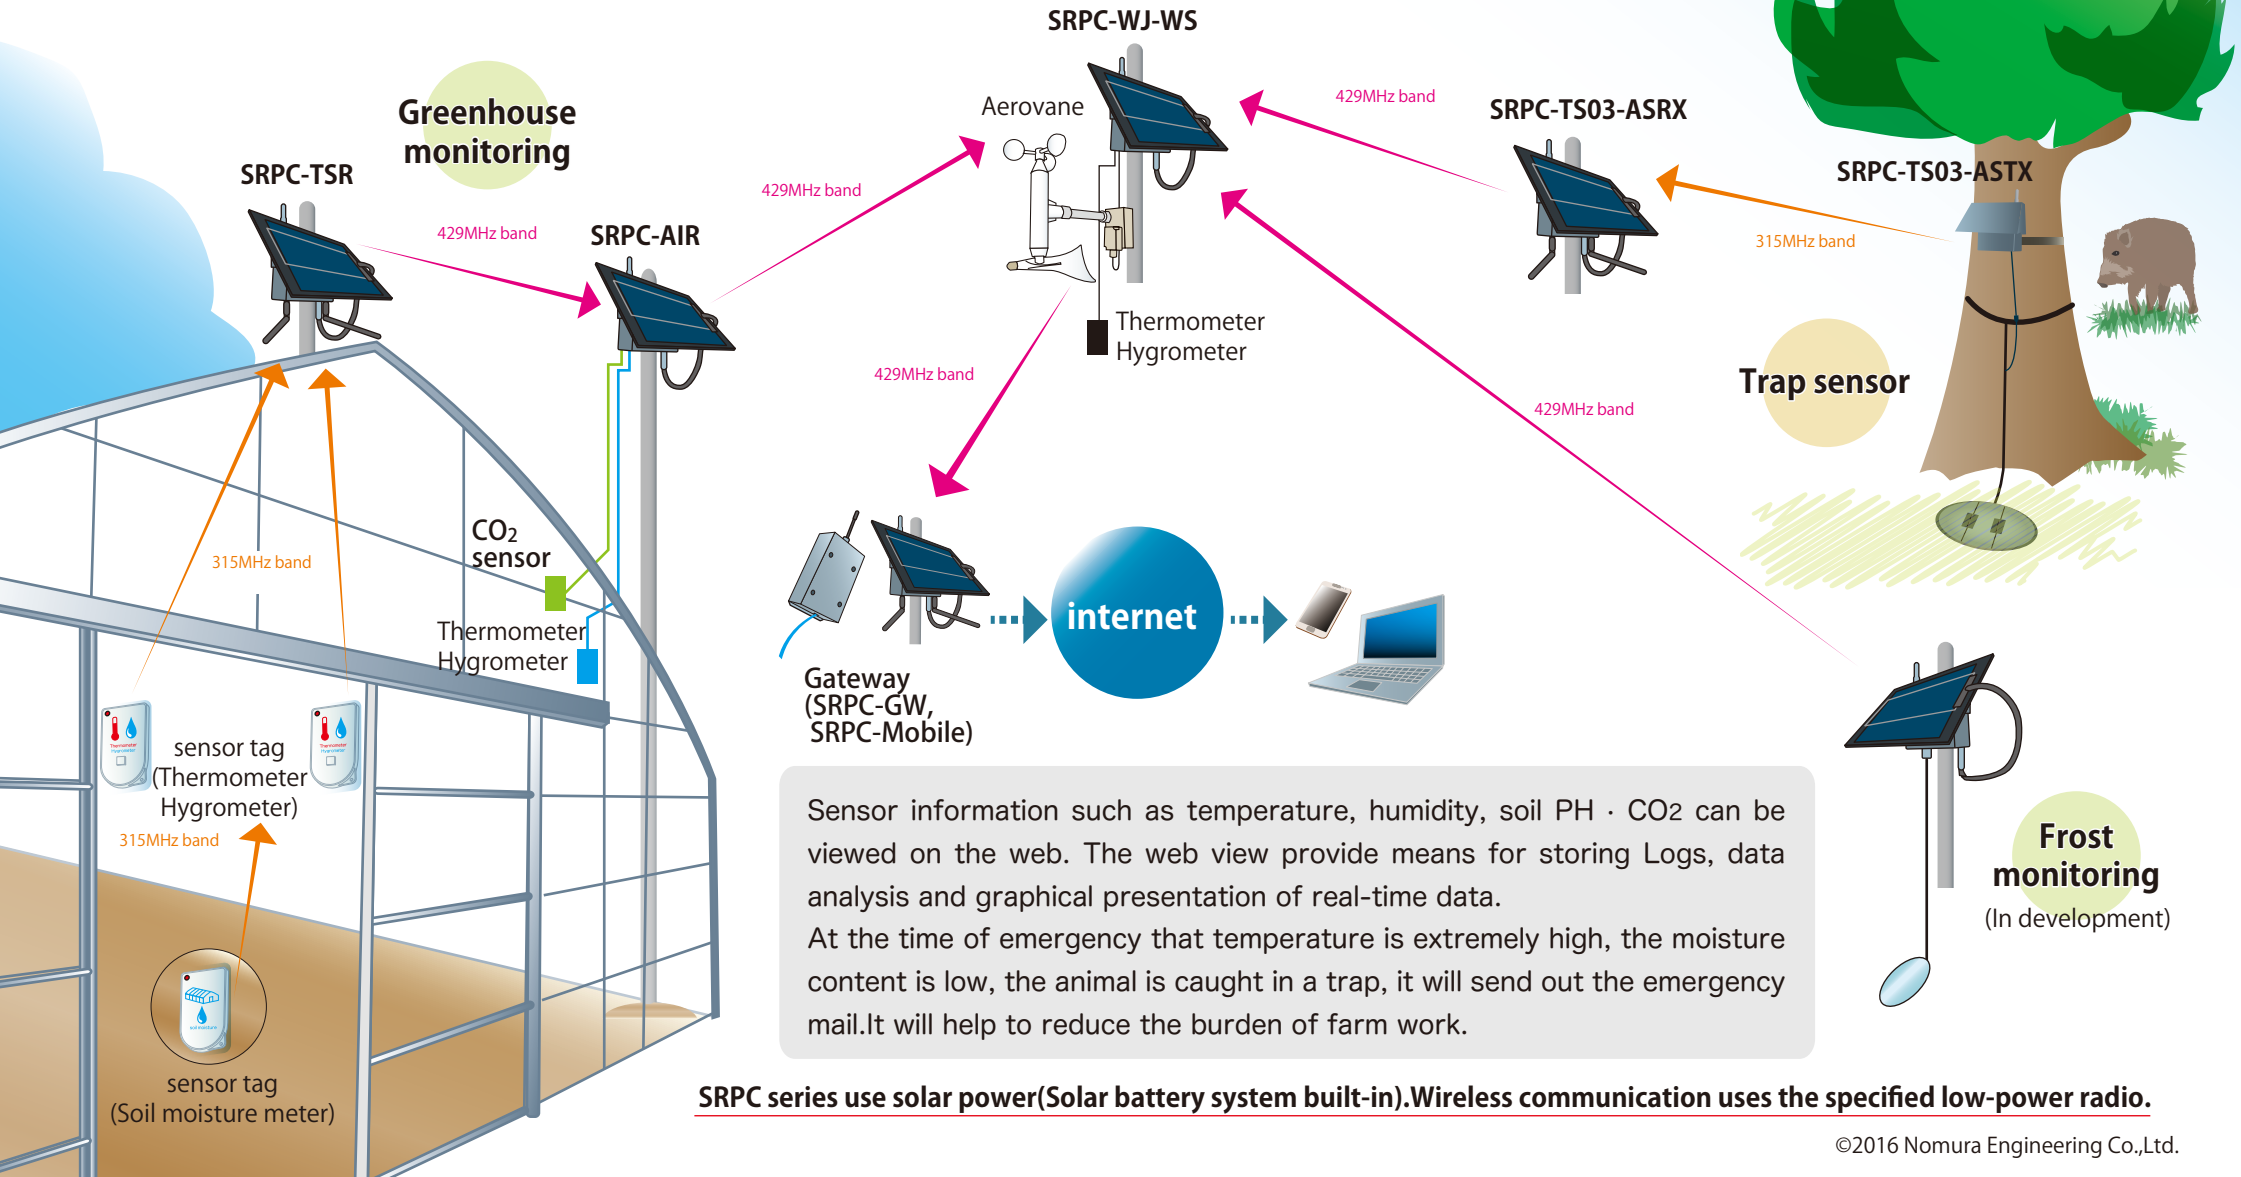 SRPC-WJ-WS
Aerovane
429MHz band
SRPC-TS03-ASRX
SRPC-TS03-ASTX
315MHz band
Greenhouse
monitoring
SRPC-TSR
429MHz band
SRPC-AIR
429MHz band
Thermometer
Hygrometer
429MHz band
429MHz band
Trap sensor
315MHz band
CO2
sensor
Thermometer
Hygrometer
internet
Gateway
(SRPC-GW,
SRPC-Mobile)
Thermometer
Hygrometer
Thermometer
Hygrometer
sensor tag
(Thermometer
Hygrometer)
315MHz band
soil moisture
sensor tag
(Soil moisture meter)
Frost
monitoring
(In development)
Sensor information such as temperature, humidity, soil PH · CO2 can be
viewed on the web. The web view provide means for storing Logs, data
analysis and graphical presentation of real-time data.
At the time of emergency that temperature is extremely high, the moisture
content is low, the animal is caught in a trap, it will send out the emergency
mail.It will help to reduce the burden of farm work.
SRPC series use solar power(Solar battery system built-in).Wireless communication uses the specified low-power radio.
©2016 Nomura Engineering Co.,Ltd.